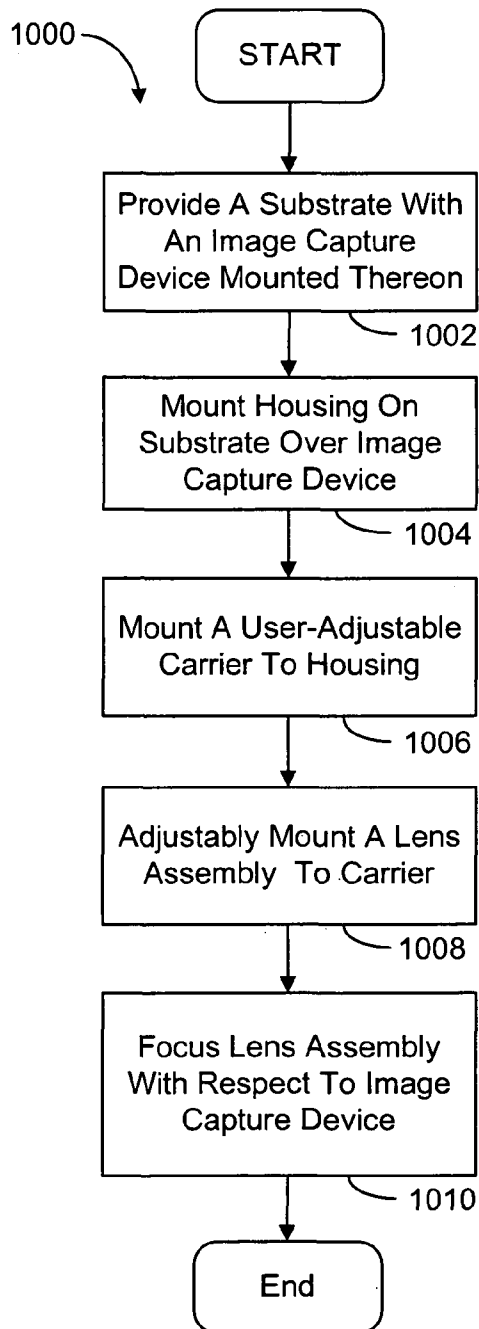 1000
START
Provide A Substrate With
An Image Capture
Device Mounted Thereon
1002
Mount Housing On
Substrate Over Image
Capture Device
1004
Mount A User-Adjustable
Carrier To Housing
1006
Adjustably Mount A Lens
Assembly To Carrier
1008
Focus Lens Assembly
With Respect To Image
Capture Device
1010
End